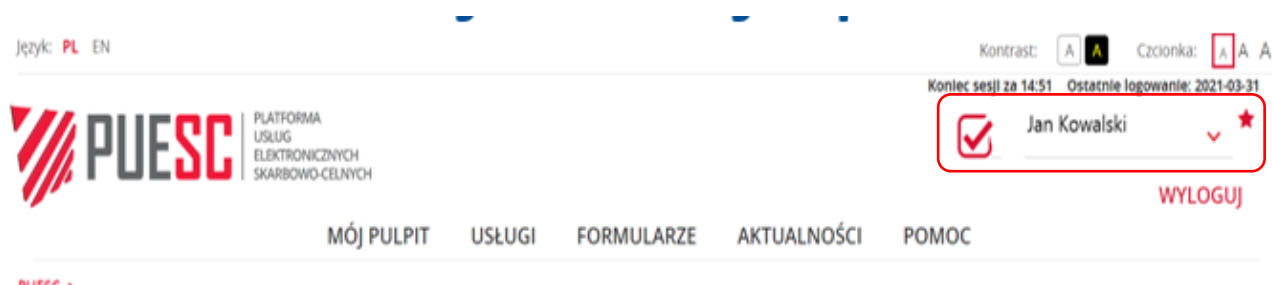 Język: PL EN
Kontrast: A A Czcionka: A A A
Koniec sesji za 14:51 Ostatnie logowanie: 2021-03-31
PUESC
PLATFORMA
USŁUG
ELEKTRONICZNYCH
SKARBOWO-CELNYCH
Jan Kowalski
WYLOGUJ
MÓJ PULPIT USŁUGI FORMULARZE AKTUALNOŚCI POMOC